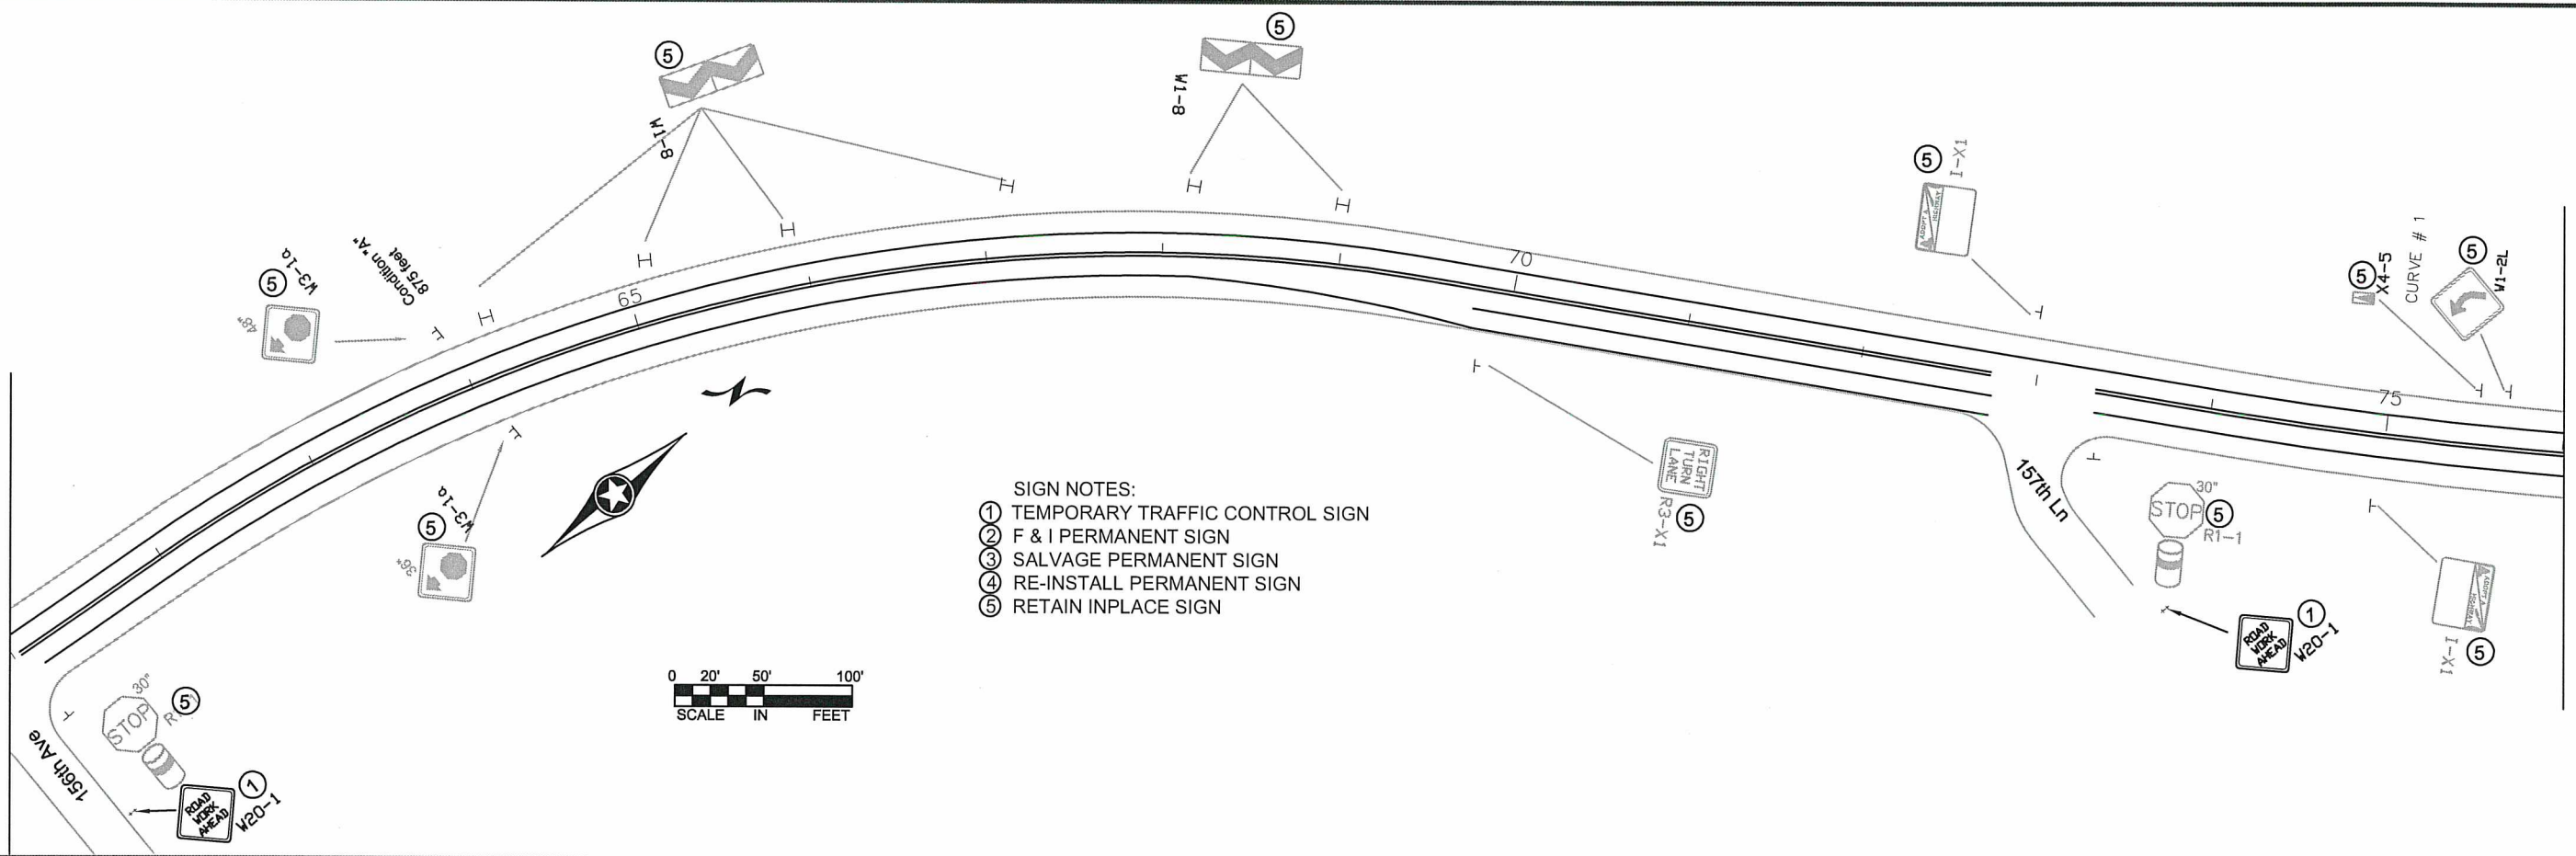 5
W1-8
5
W1-8
5
I-X1
ADOPT A
HIGHWAY
5
W3-1a
48"
Condition "A"
875 feet
65
70
75
5
X4-5
CURVE # 1
5
W1-2L
5
W3-1a
36"
SIGN NOTES:
1 TEMPORARY TRAFFIC CONTROL SIGN
2 F & I PERMANENT SIGN
3 SALVAGE PERMANENT SIGN
4 RE-INSTALL PERMANENT SIGN
5 RETAIN INPLACE SIGN
RIGHT
TURN
LANE
R3-X1
5
157th Ln
STOP
30"
5
R1-1
ROAD
WORK
AHEAD
1
W20-1
ADOPT A
HIGHWAY
I-X1
5
0 20' 50' 100'
SCALE IN FEET
156th Ave
STOP
30"
5
ROAD
WORK
AHEAD
1
W20-1